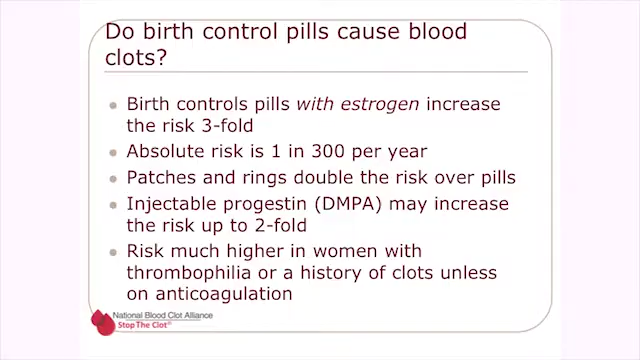 Do birth control pills cause blood
clots?
Birth controls pills with estrogen increase
the risk 3-fold
Absolute risk is 1 in 300 per year
Patches and rings double the risk over pills
Injectable progestin (DMPA) may increase
the risk up to 2-fold
Risk much higher in women with
thrombophilia or a history of clots unless
on anticoagulation
National Blood Clot Alliance
Stop The Clot®